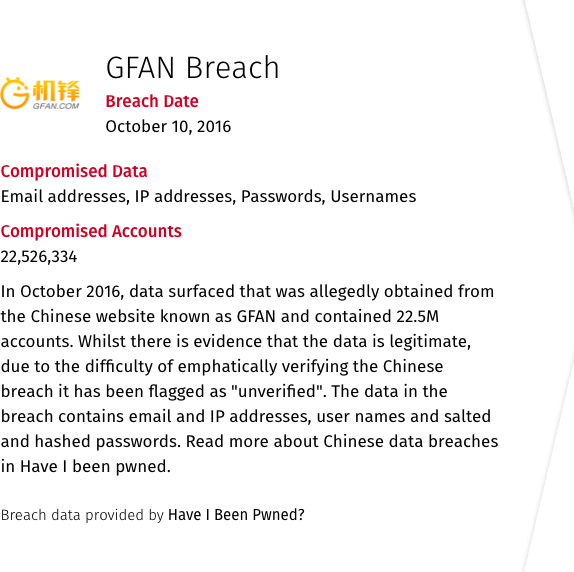 GFAN Breach
机锋
GFAN.COM
Breach Date
October 10, 2016
Compromised Data
Email addresses, IP addresses, Passwords, Usernames
Compromised Accounts
22,526,334
In October 2016, data surfaced that was allegedly obtained from
the Chinese website known as GFAN and contained 22.5M
accounts. Whilst there is evidence that the data is legitimate,
due to the difficulty of emphatically verifying the Chinese
breach it has been flagged as "unverified". The data in the
breach contains email and IP addresses, user names and salted
and hashed passwords. Read more about Chinese data breaches
in Have I been pwned.
Breach data provided by Have I Been Pwned?